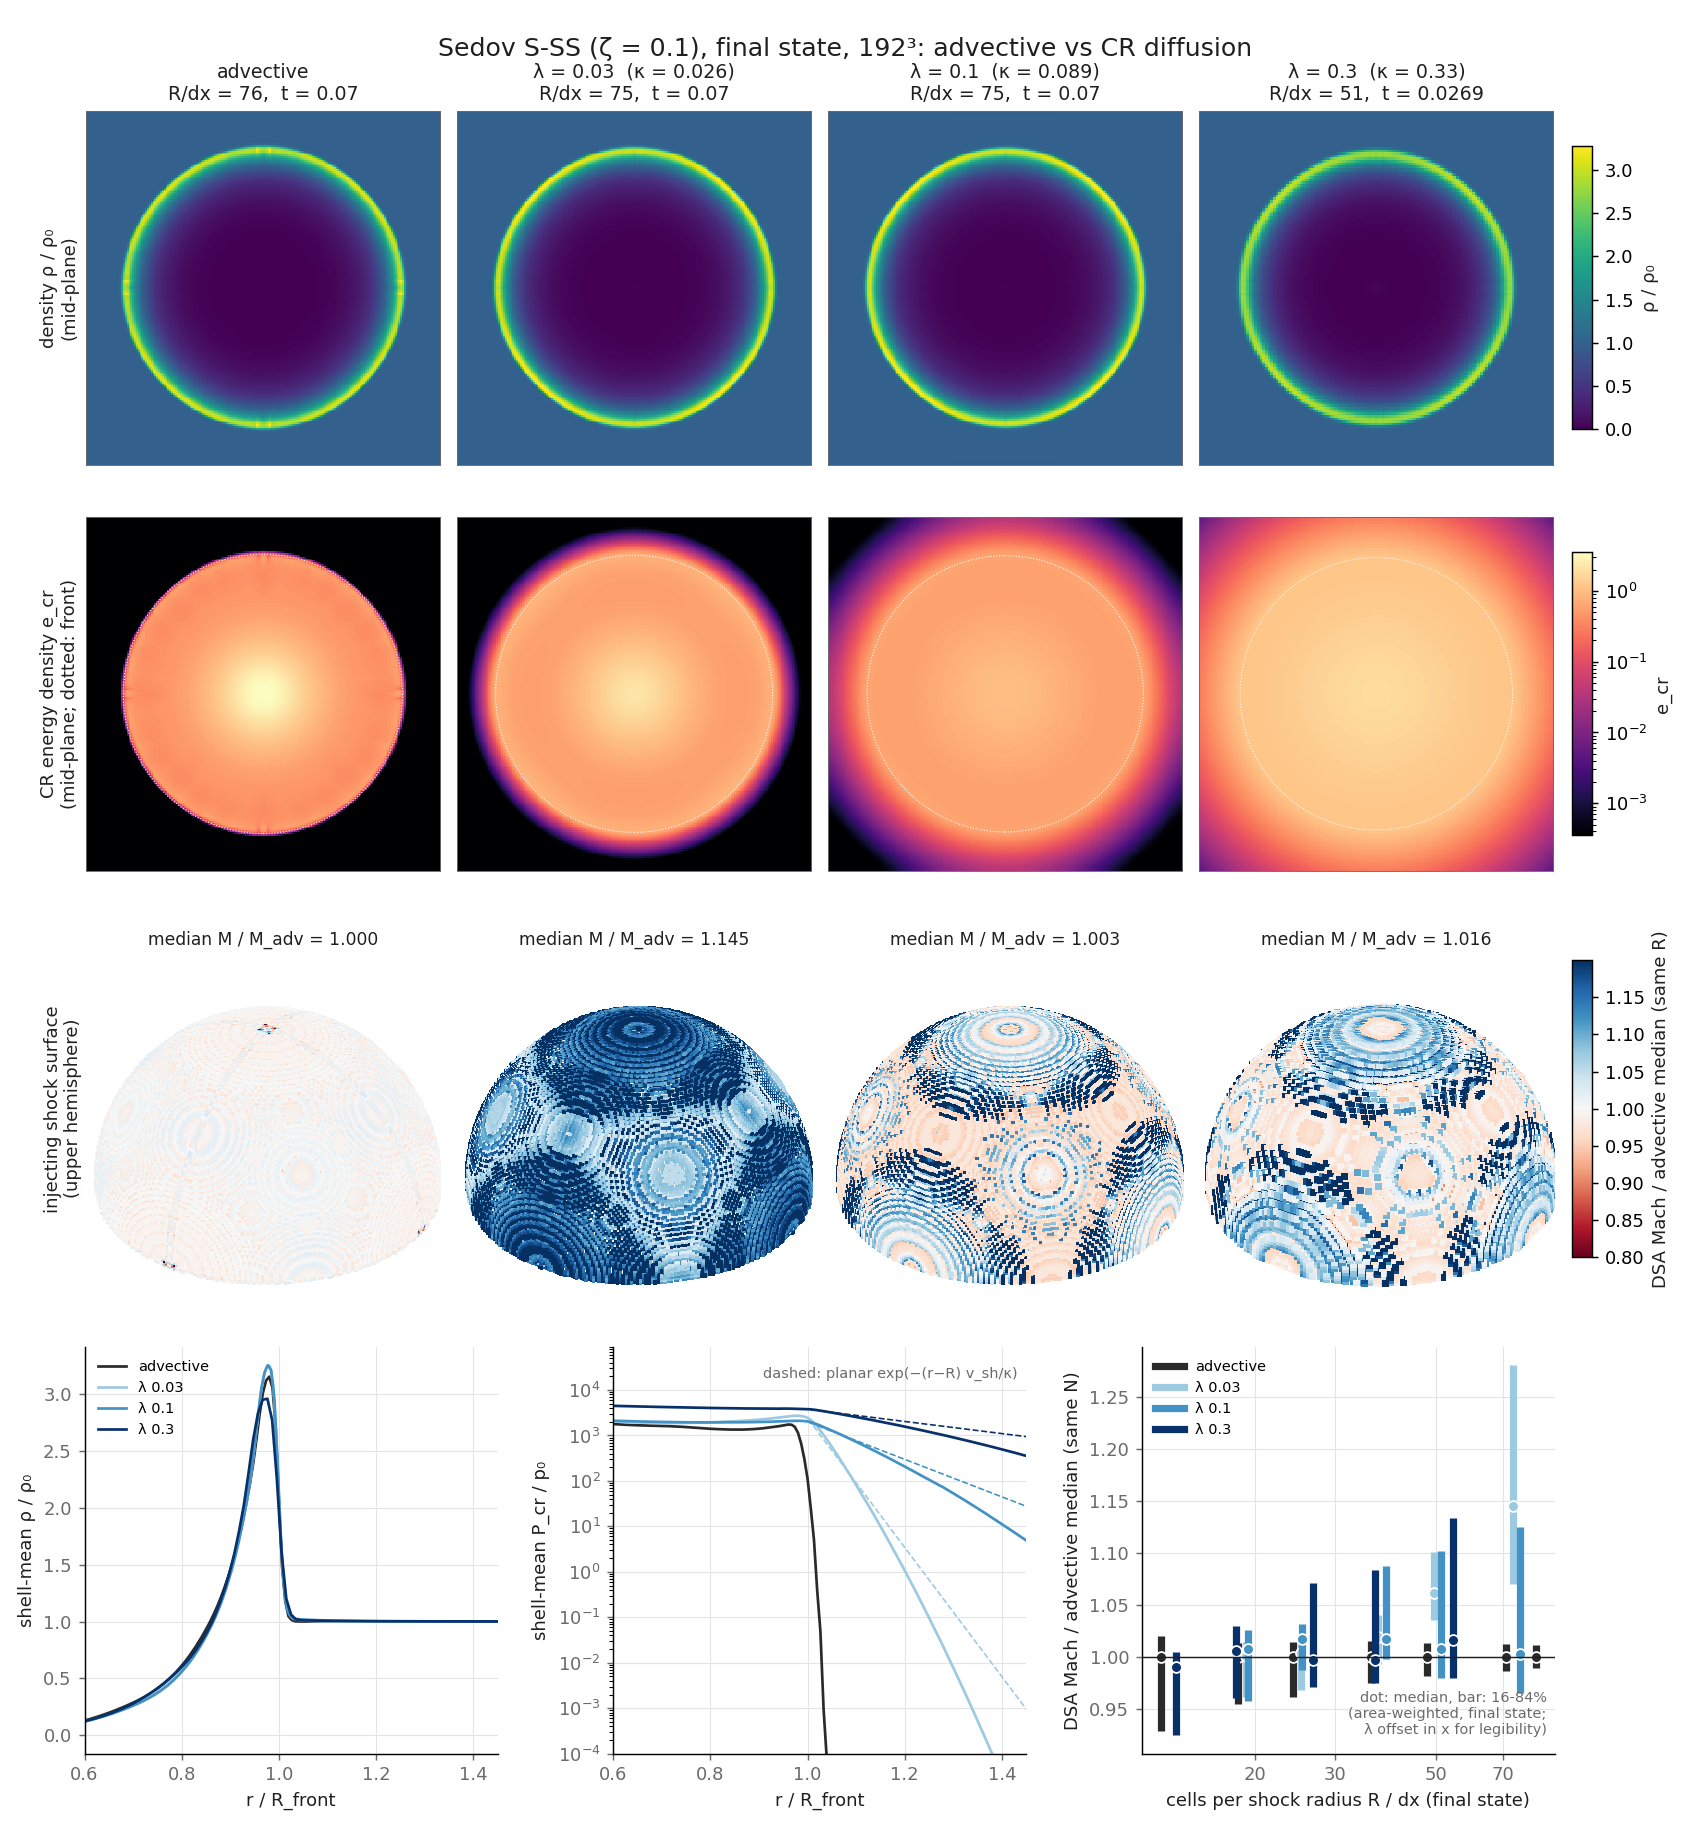 Sedov S-SS (ζ = 0.1), final state, 192³: advective vs CR diffusion
advective
R/dx = 76,  t = 0.07
λ = 0.03  (κ = 0.026)
R/dx = 75,  t = 0.07
λ = 0.1  (κ = 0.089)
R/dx = 75,  t = 0.07
λ = 0.3  (κ = 0.33)
R/dx = 51,  t = 0.0269
density ρ / ρ₀
(mid-plane)
3.0
2.5
2.0
1.5
1.0
0.5
0.0
ρ / ρ₀
CR energy density e_cr
(mid-plane; dotted: front)
10⁰
10⁻¹
10⁻²
10⁻³
e_cr
median M / M_adv = 1.000
median M / M_adv = 1.145
median M / M_adv = 1.003
median M / M_adv = 1.016
injecting shock surface
(upper hemisphere)
1.15
1.10
1.05
1.00
0.95
0.90
0.85
0.80
DSA Mach / advective median (same R)
advective
λ 0.03
λ 0.1
λ 0.3
shell-mean ρ / ρ₀
3.0
2.5
2.0
1.5
1.0
0.5
0.0
0.6
0.8
1.0
1.2
1.4
r / R_front
dashed: planar exp(−(r−R) v_sh/κ)
shell-mean P_cr / p₀
10⁴
10³
10²
10¹
10⁰
10⁻¹
10⁻²
10⁻³
10⁻⁴
0.6
0.8
1.0
1.2
1.4
r / R_front
advective
λ 0.03
λ 0.1
λ 0.3
DSA Mach / advective median (same N)
1.25
1.20
1.15
1.10
1.05
1.00
0.95
dot: median, bar: 16-84%
(area-weighted, final state;
λ offset in x for legibility)
20
30
50
70
cells per shock radius R / dx (final state)